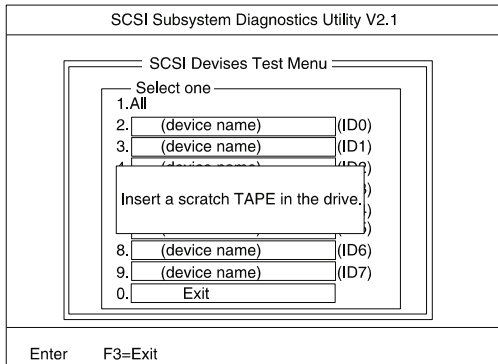 SCSI Subsystem Diagnostics Utility V2.1
SCSI Devises Test Menu
Select one
1.All
2. (device name) (ID0)
3. (device name) (ID1)
Insert a scratch TAPE in the drive.
8. (device name) (ID6)
9. (device name) (ID7)
0. Exit
Enter F3=Exit